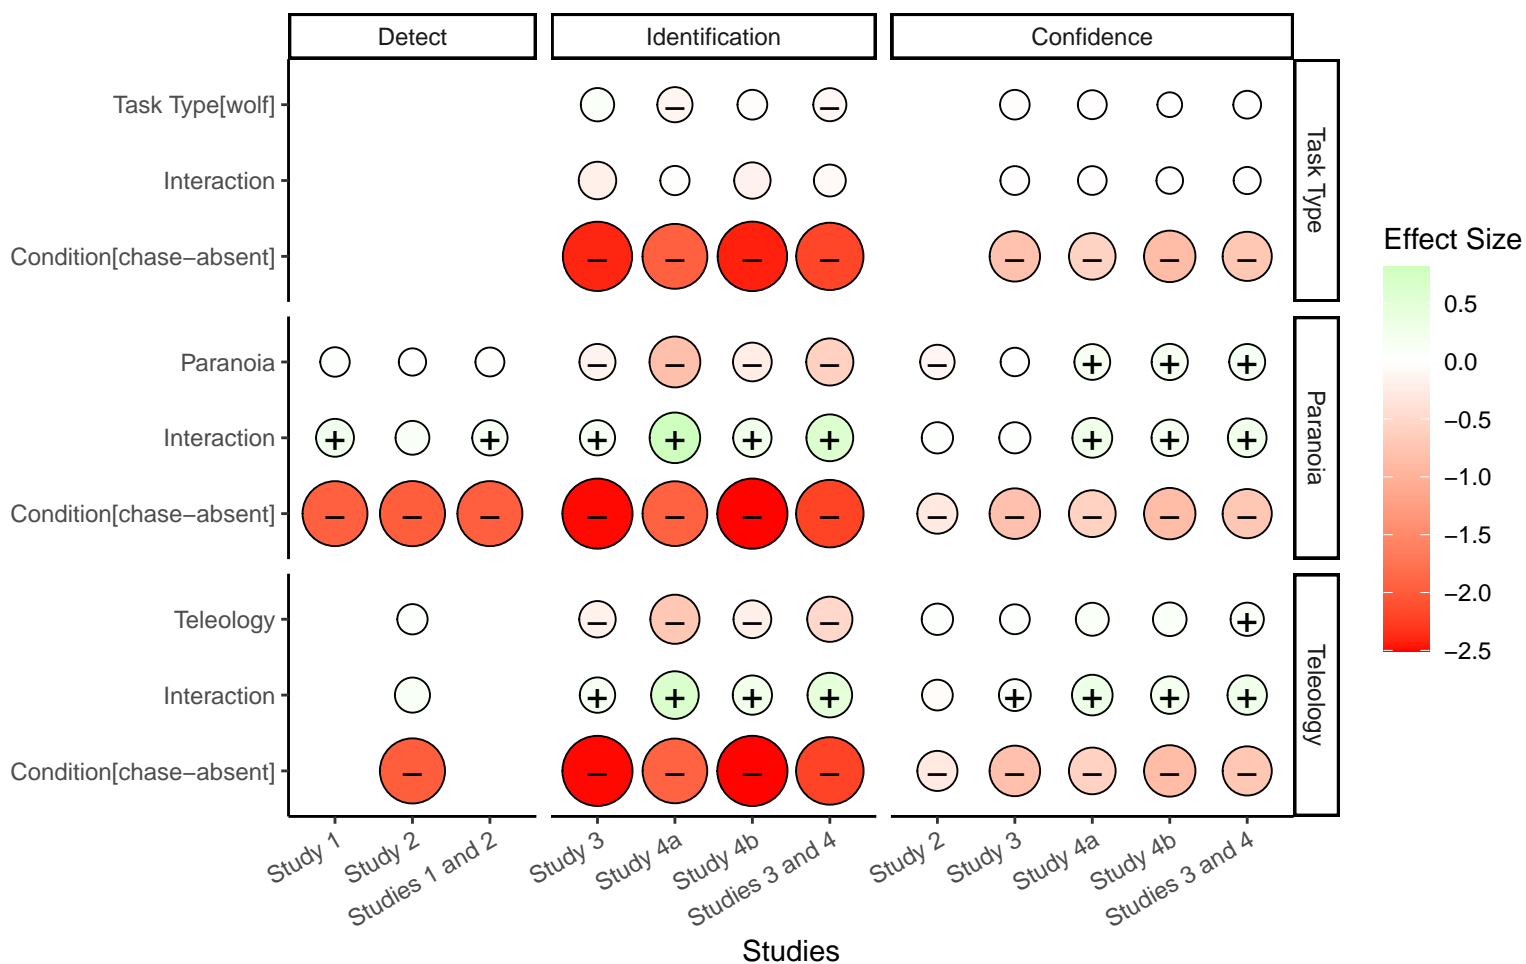 Detect
Identification
Confidence
Task Type[wolf]
Interaction
Condition[chase−absent]
Task Type
Paranoia
Interaction
Condition[chase−absent]
Paranoia
Teleology
Interaction
Condition[chase−absent]
Teleology
Study 1
Study 2
Studies 1 and 2
Study 3
Study 4a
Study 4b
Studies 3 and 4
Study 2
Study 3
Study 4a
Study 4b
Studies 3 and 4
Studies
Effect Size
0.5
0.0
−0.5
−1.0
−1.5
−2.0
−2.5